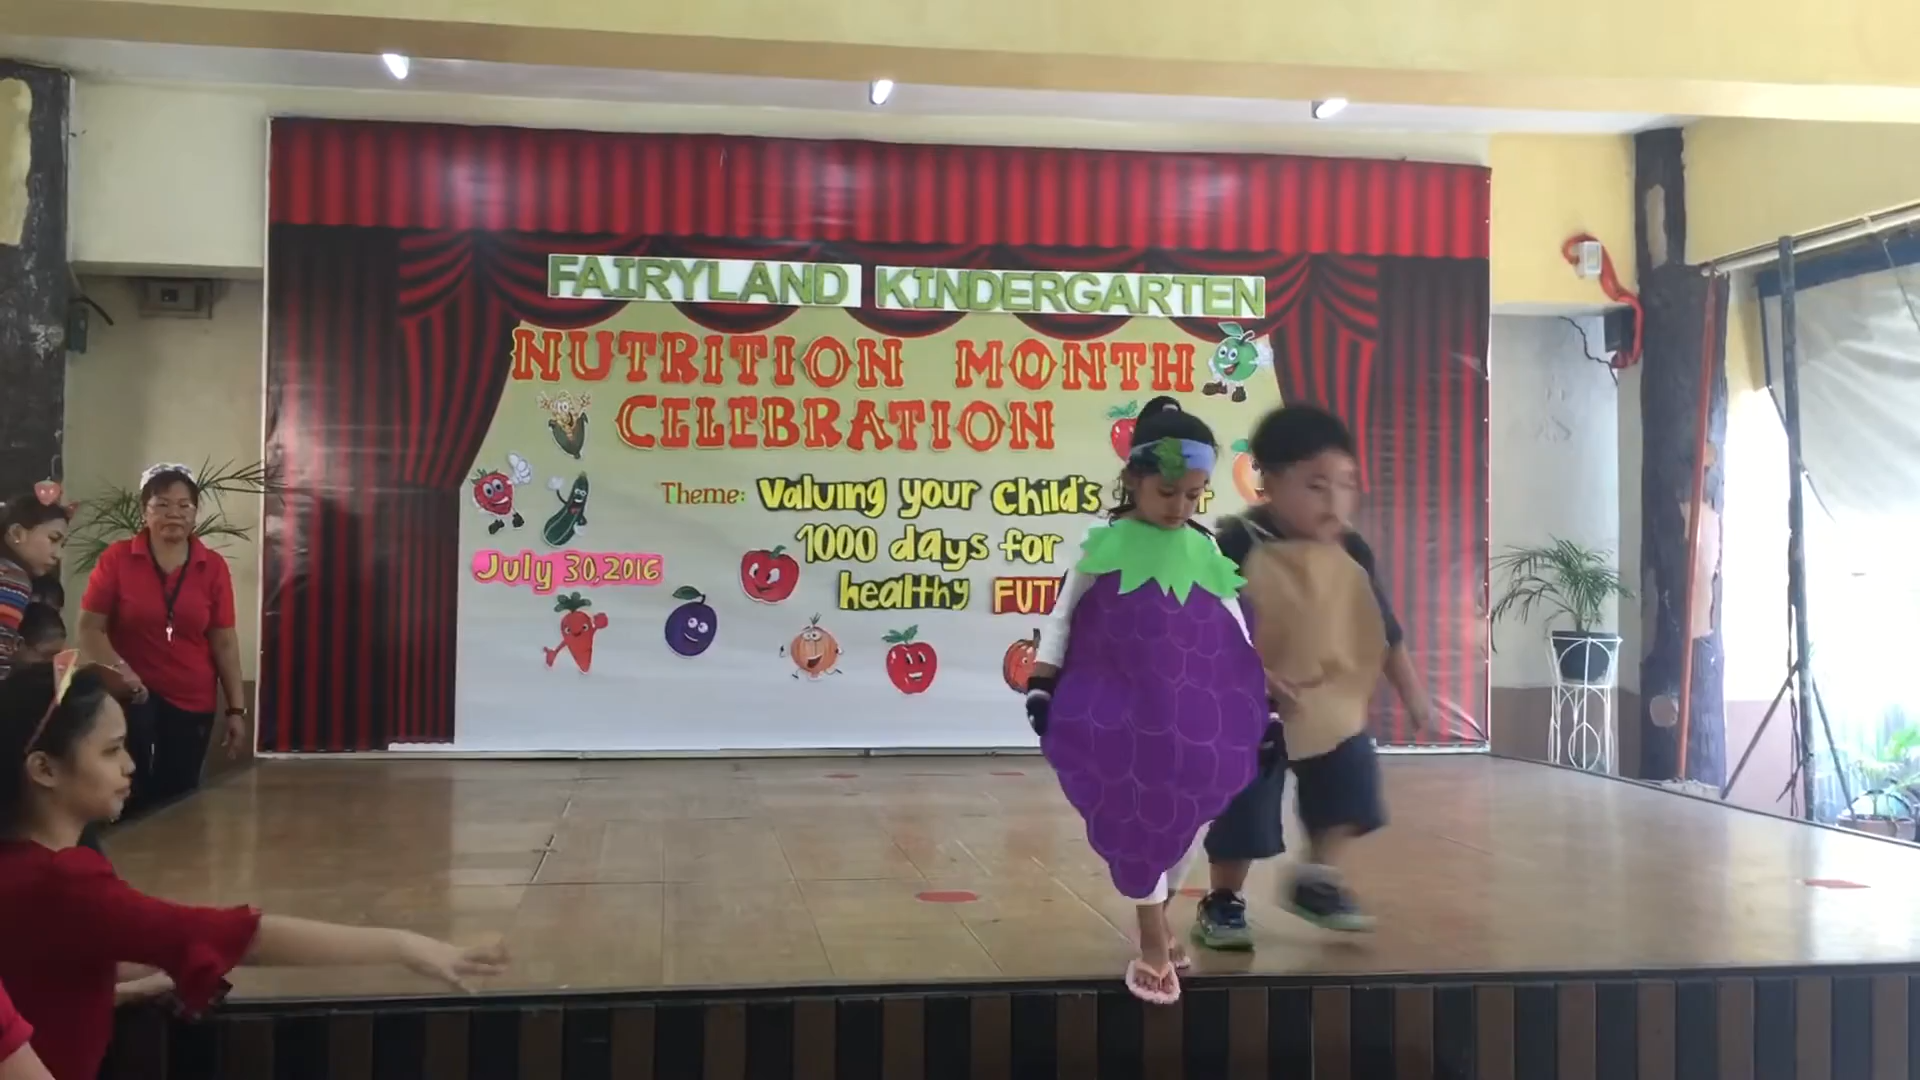 FAIRYLAND KINDERGARTEN
NUTRITION MONTH
CELEBRATION
Theme: Valuing your Child's
1000 days for
healthy
July 30, 2016